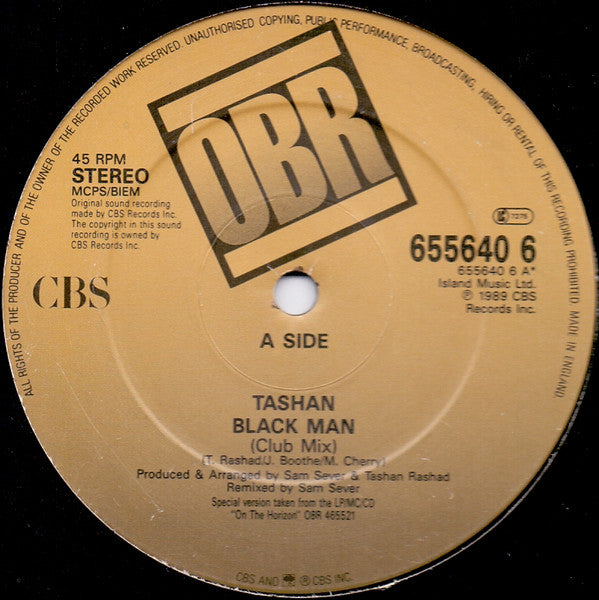 ALL RIGHTS OF THE PRODUCER AND OF THE OWNER OF THE RECORDED WORK RESERVED. UNAUTHORISED COPYING, PUBLIC PERFORMANCE, BROADCASTING, HIRING OR RENTAL OF THIS RECORDING PROHIBITED. MADE IN ENGLAND.
OBR
45 RPM
STEREO
MCPS/BIEM
Original sound recording
made by CBS Records Inc.
The copyright in this sound
recording is owned by
CBS Records Inc.
CBS
655640 6
655640 6 A*
Island Music Ltd.
℗ 1989 CBS
Records Inc.
A SIDE
TASHAN
BLACK MAN
(Club Mix)
(T. Rashad/J. Boothe/M. Cherry)
Produced & Arranged by Sam Sever & Tashan Rashad
Remixed by Sam Sever
Special version taken from the LP/MC/CD
"On The Horizon" OBR 465521
CBS AND ® CBS INC.